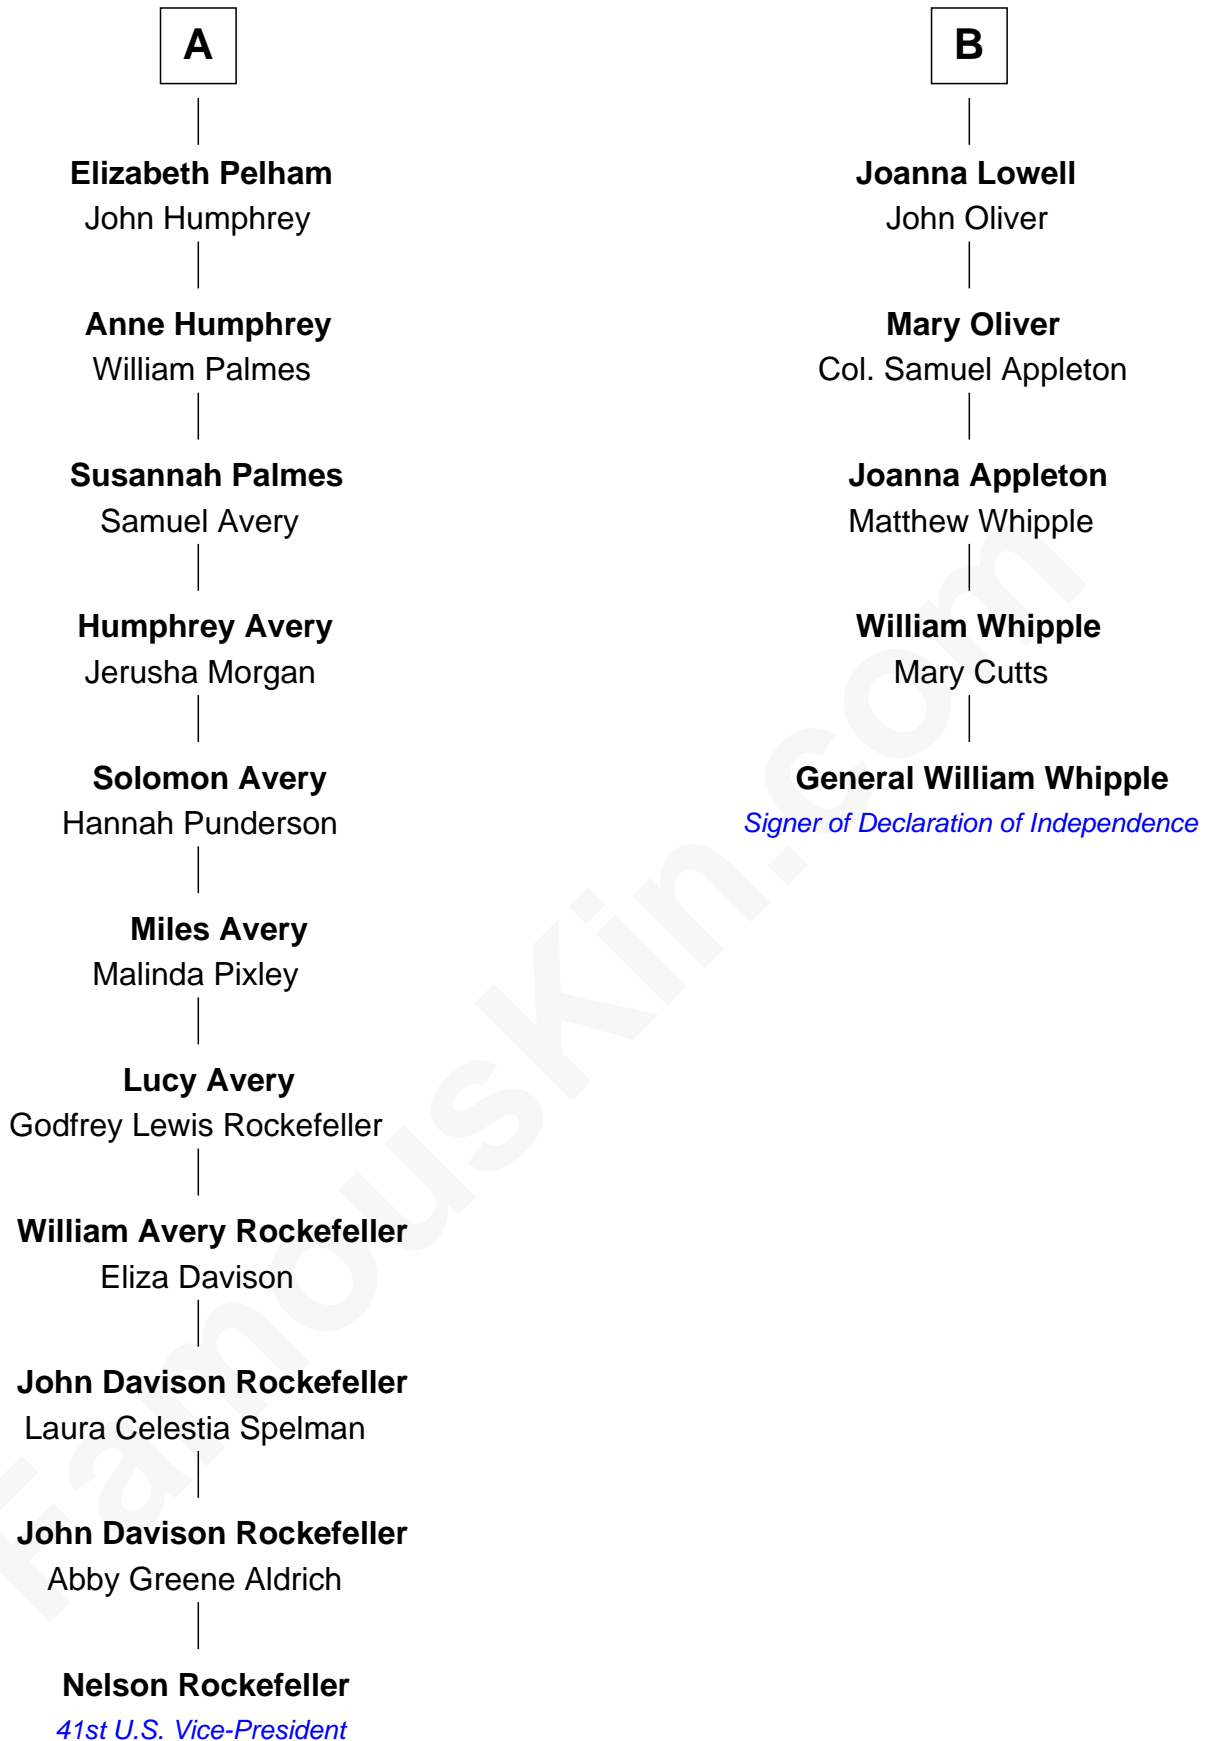 A
Elizabeth Pelham
John Humphrey
Anne Humphrey
William Palmes
Susannah Palmes
Samuel Avery
Humphrey Avery
Jerusha Morgan
Solomon Avery
Hannah Punderson
Miles Avery
Malinda Pixley
Lucy Avery
Godfrey Lewis Rockefeller
William Avery Rockefeller
Eliza Davison
John Davison Rockefeller
Laura Celestia Spelman
John Davison Rockefeller
Abby Greene Aldrich
Nelson Rockefeller
41st U.S. Vice-President
B
Joanna Lowell
John Oliver
Mary Oliver
Col. Samuel Appleton
Joanna Appleton
Matthew Whipple
William Whipple
Mary Cutts
General William Whipple
Signer of Declaration of Independence
FamousKin.com